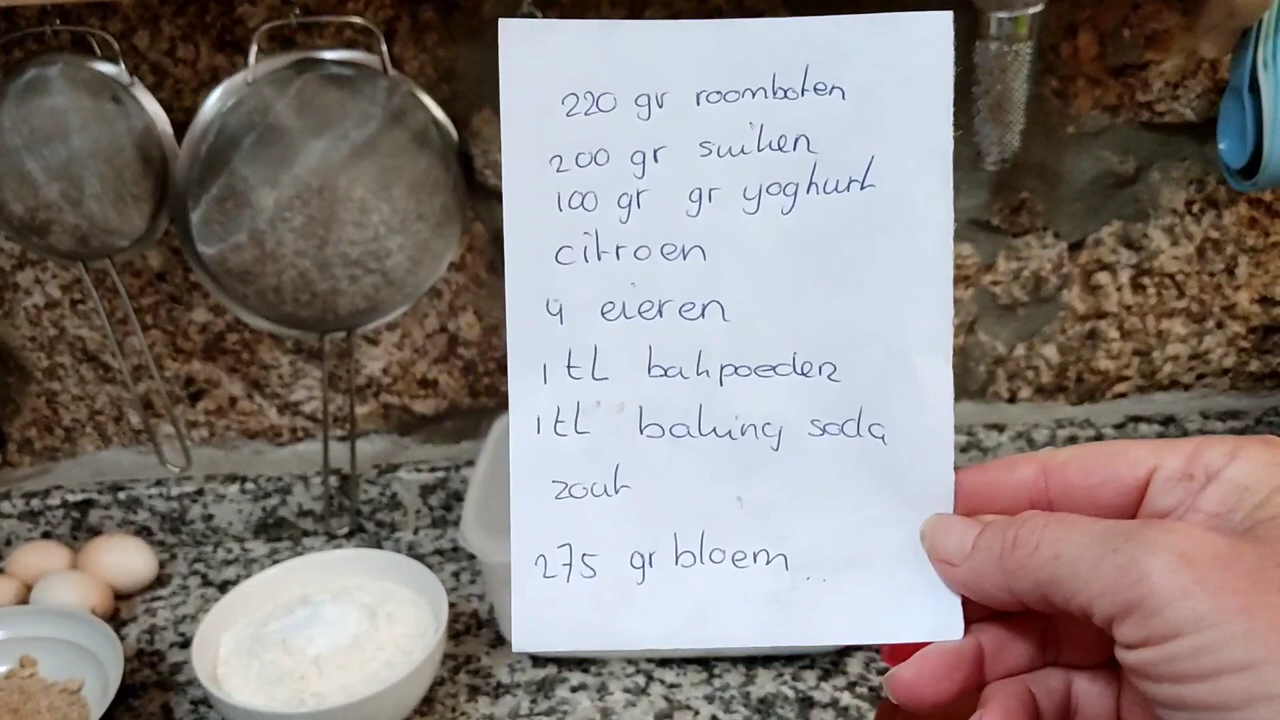 220 gr roomboter
200 gr suiker
100 gr gr yoghurt
citroen
4 eieren
1 tL bakpoeder
1 tL baking soda
zout
275 gr bloem..